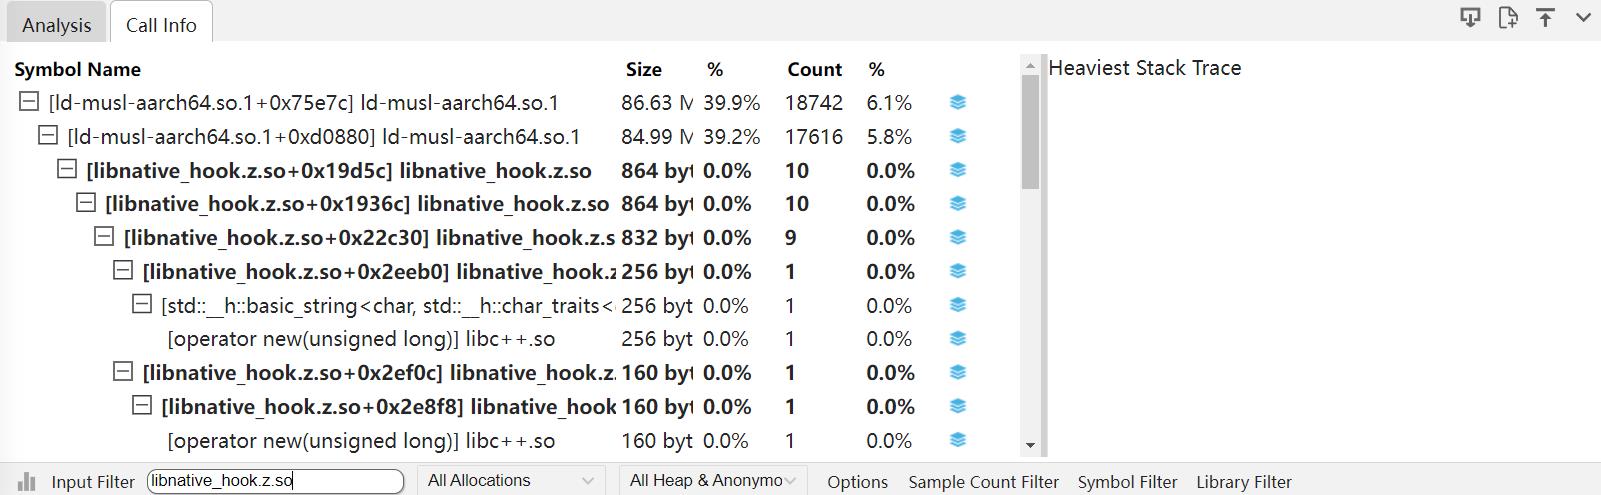 Analysis Call Info
Symbol Name Size % Count % Heaviest Stack Trace
[ld-musl-aarch64.so.1+0x75e7c] ld-musl-aarch64.so.1 86.63 M 39.9% 18742 6.1%
[ld-musl-aarch64.so.1+0xd0880] ld-musl-aarch64.so.1 84.99 M 39.2% 17616 5.8%
[libnative_hook.z.so+0x19d5c] libnative_hook.z.so 864 byt 0.0% 10 0.0%
[libnative_hook.z.so+0x1936c] libnative_hook.z.so 864 byt 0.0% 10 0.0%
[libnative_hook.z.so+0x22c30] libnative_hook.z.s 832 byt 0.0% 9 0.0%
[libnative_hook.z.so+0x2eeb0] libnative_hook.z 256 byt 0.0% 1 0.0%
[std::__h::basic_string<char, std::__h::char_traits< 256 byt 0.0% 1 0.0%
[operator new(unsigned long)] libc++.so 256 byt 0.0% 1 0.0%
[libnative_hook.z.so+0x2ef0c] libnative_hook.z. 160 byt 0.0% 1 0.0%
[libnative_hook.z.so+0x2e8f8] libnative_hook 160 byt 0.0% 1 0.0%
[operator new(unsigned long)] libc++.so 160 byt 0.0% 1 0.0%
Input Filter libnative_hook.z.so All Allocations All Heap & Anonymo Options Sample Count Filter Symbol Filter Library Filter